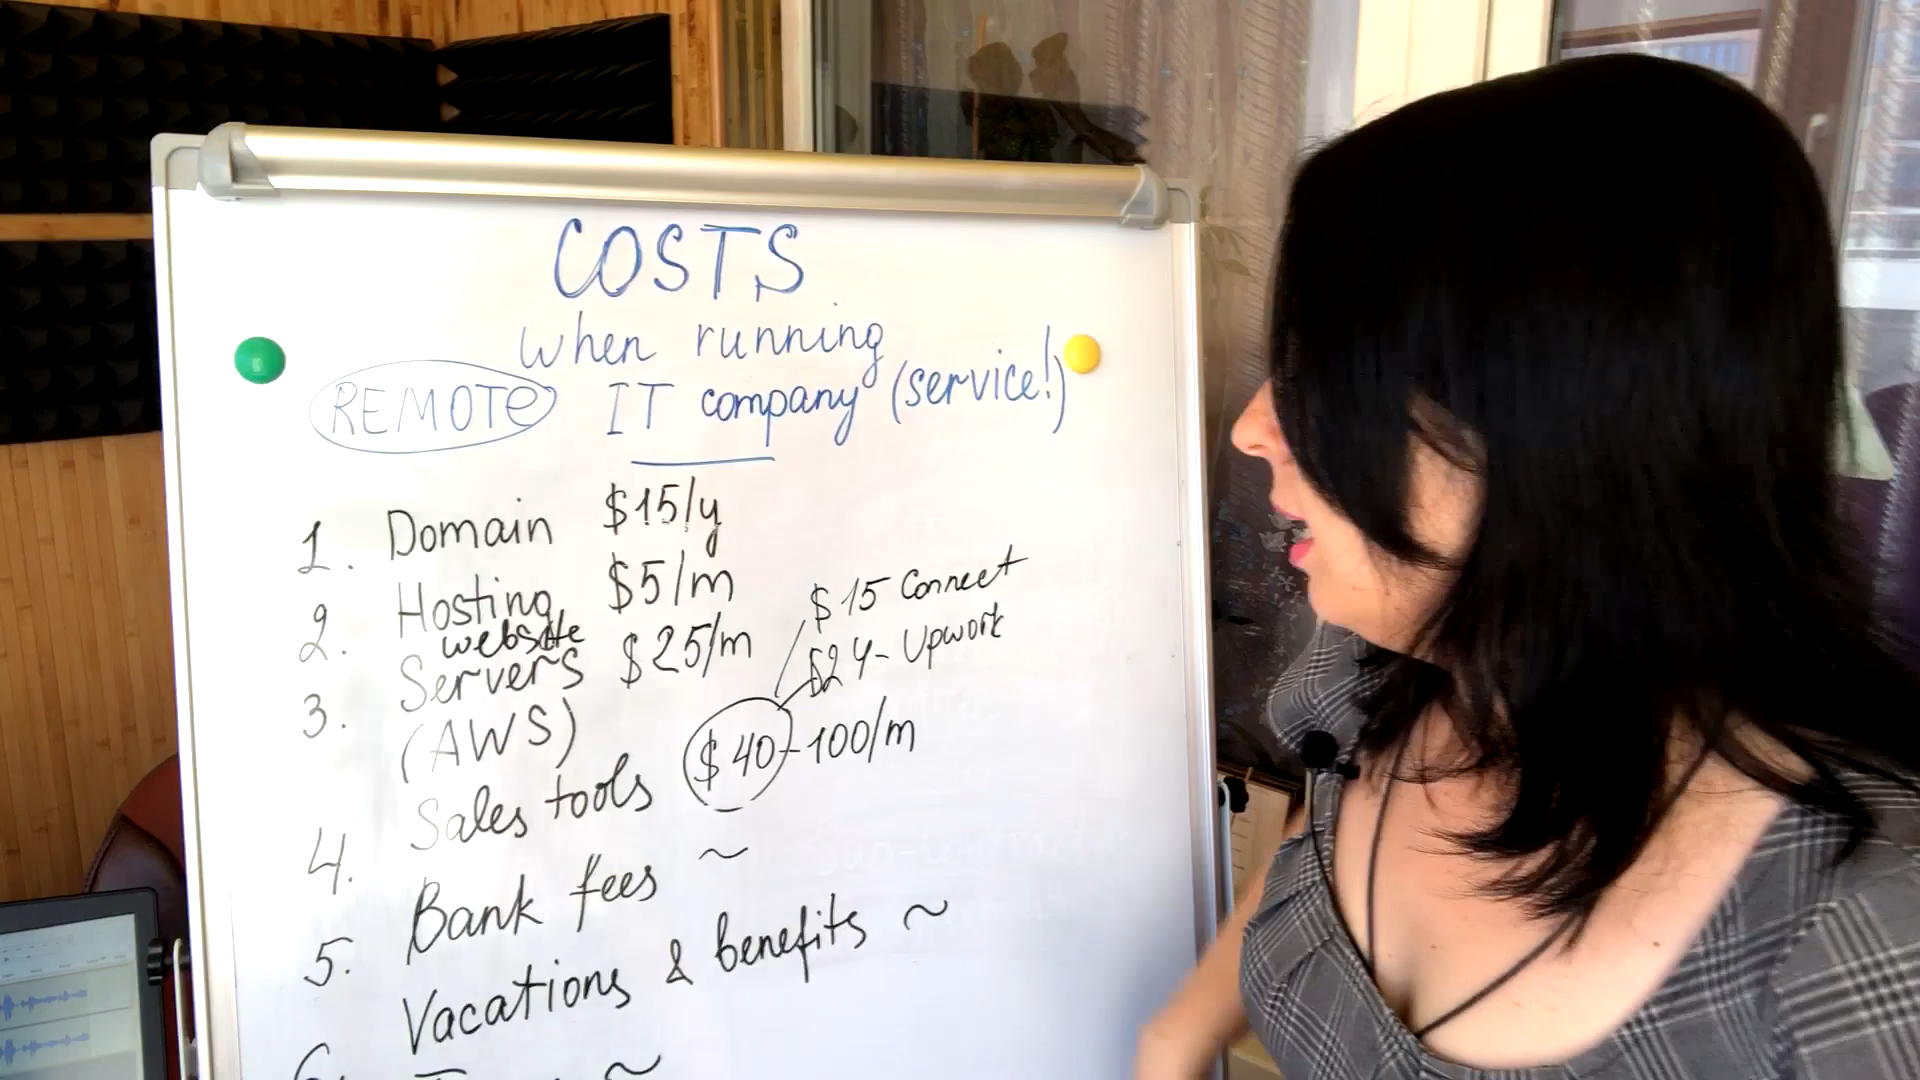 COSTS
when running
REMOTE IT company (service!)
1. Domain $15/y
2. Hosting, $5/m
website
3. Servers $25/m
(AWS)
$15 Connect
$24 - Upwork
4. Sales tools $40-100/m
5. Bank fees ~
Vacations & benefits ~
6.